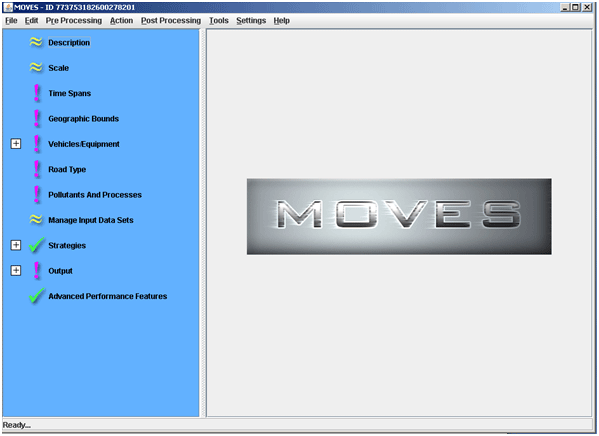 MOVES - ID 773753182600278201
File Edit Pre Processing Action Post Processing Tools Settings Help
Description
Scale
Time Spans
Geographic Bounds
Vehicles/Equipment
Road Type
Pollutants And Processes
Manage Input Data Sets
Strategies
Output
Advanced Performance Features
MOVES
Ready...